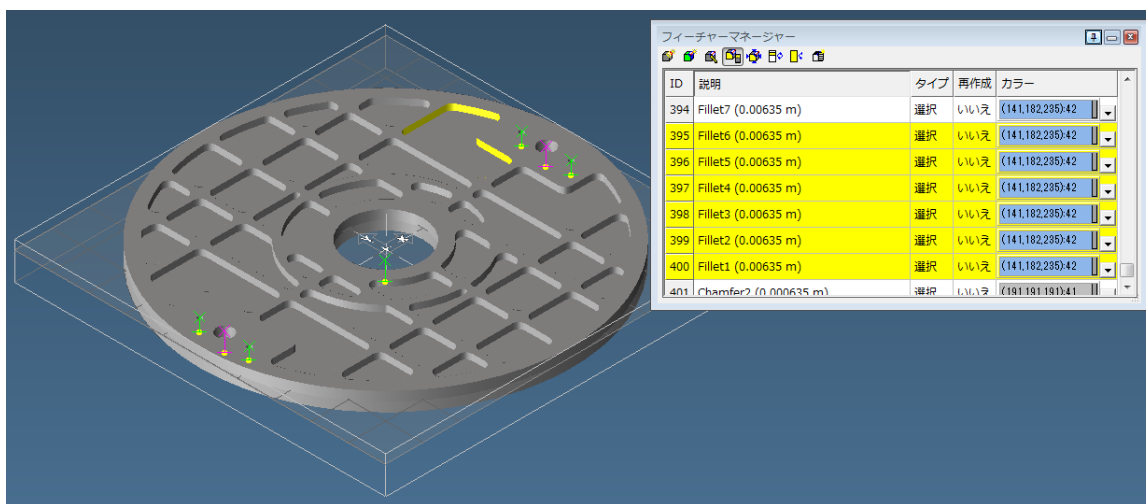 フィーチャーマネージャー
ID 説明 タイプ 再作成 カラー
394 Fillet7 (0.00635 m) 選択 いいえ (141,182,235):42
395 Fillet6 (0.00635 m) 選択 いいえ (141,182,235):42
396 Fillet5 (0.00635 m) 選択 いいえ (141,182,235):42
397 Fillet4 (0.00635 m) 選択 いいえ (141,182,235):42
398 Fillet3 (0.00635 m) 選択 いいえ (141,182,235):42
399 Fillet2 (0.00635 m) 選択 いいえ (141,182,235):42
400 Fillet1 (0.00635 m) 選択 いいえ (141,182,235):42
401 Chamfer2 (0.000635 m) 選択 いいえ (191,191,191):41